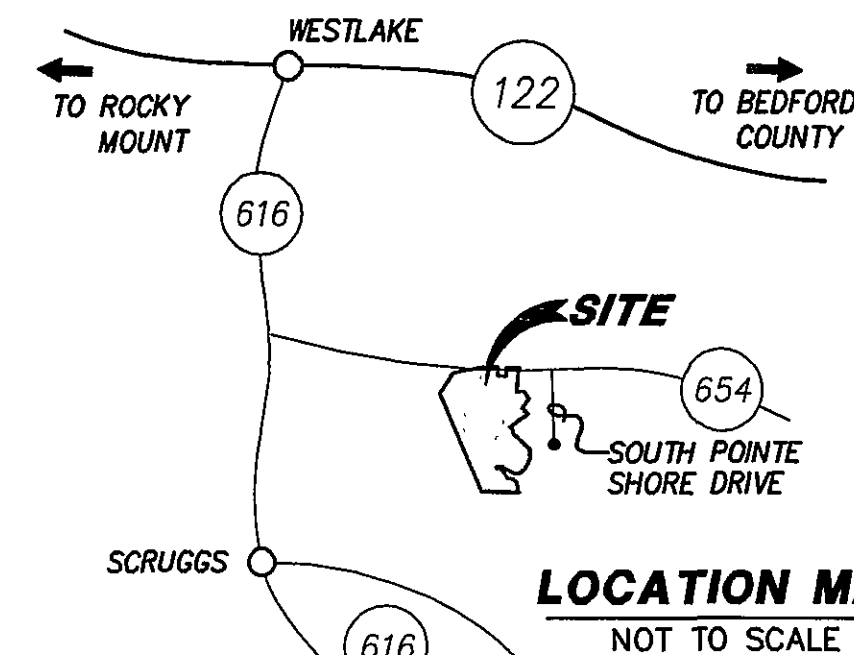 WESTLAKE
122
TO ROCKY
MOUNT
TO BEDFORD
COUNTY
616
SITE
654
SOUTH POINTE
SHORE DRIVE
SCRUGGS
LOCATION
NOT TO SCALE
616